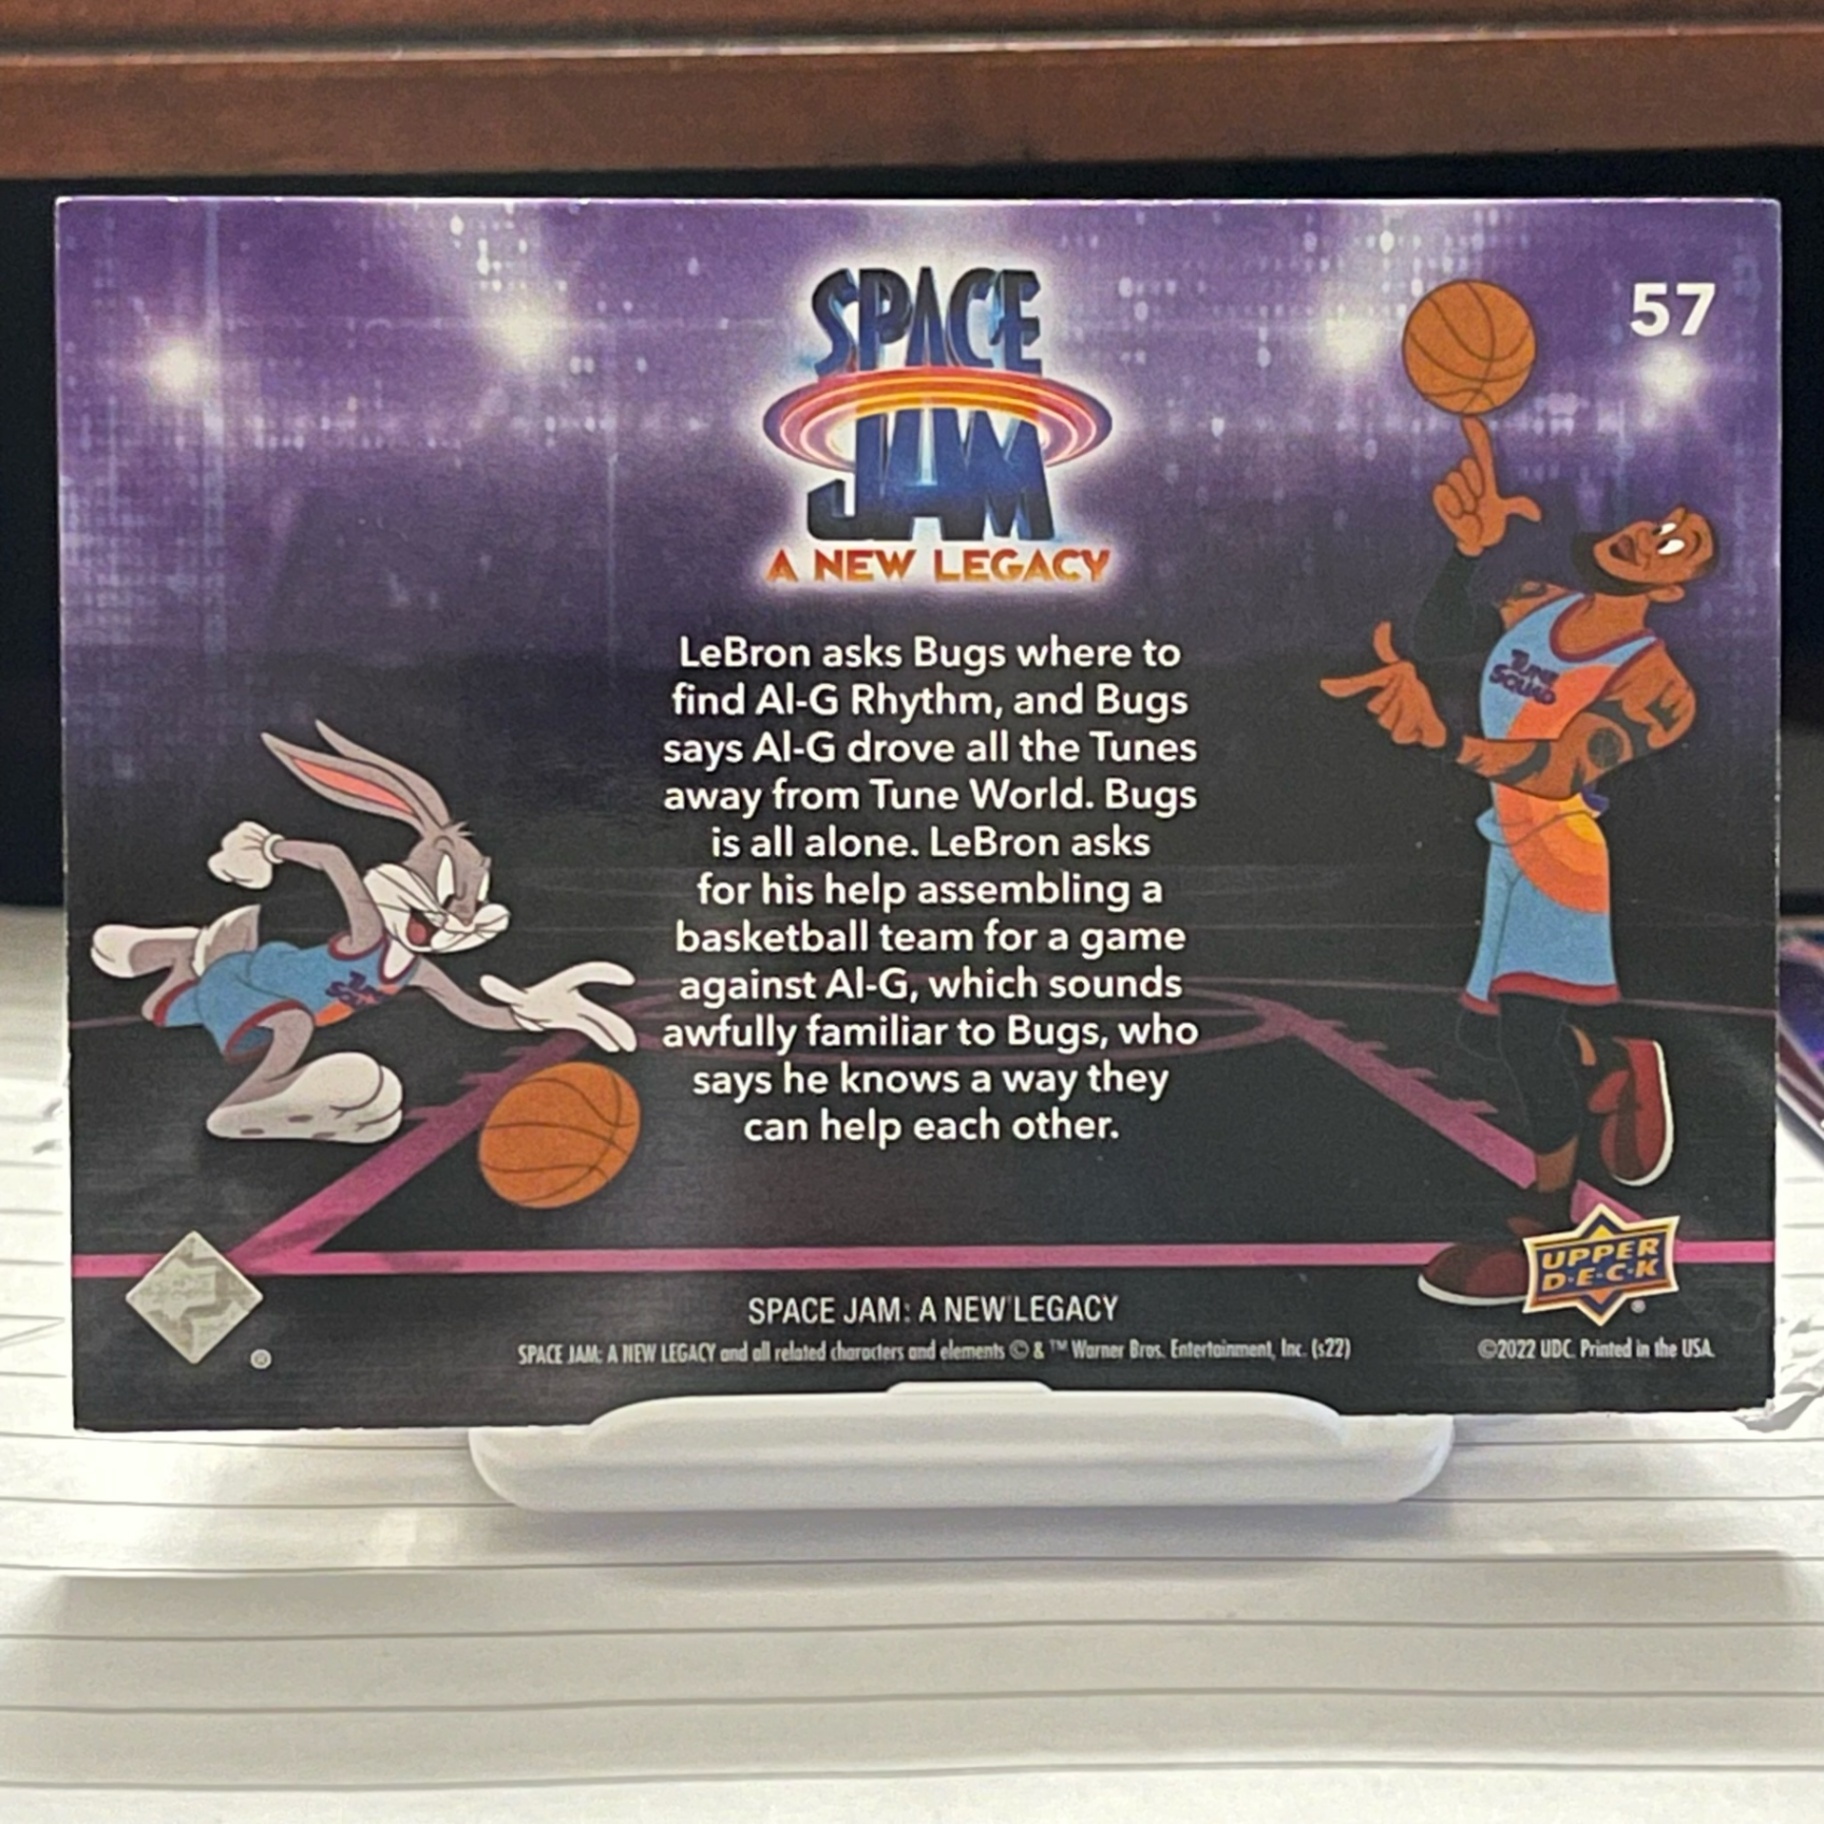 SPACE
JAM
A NEW LEGACY
57
LeBron asks Bugs where to
find Al-G Rhythm, and Bugs
says Al-G drove all the Tunes
away from Tune World. Bugs
is all alone. LeBron asks
for his help assembling a
basketball team for a game
against Al-G, which sounds
awfully familiar to Bugs, who
says he knows a way they
can help each other.
TUNE
SQUAD
UPPER
D·E·C·K
®
®
SPACE JAM: A NEW LEGACY
SPACE JAM: A NEW LEGACY and all related characters and elements © & ™ Warner Bros. Entertainment, Inc. (s22)
©2022 UDC. Printed in the USA.